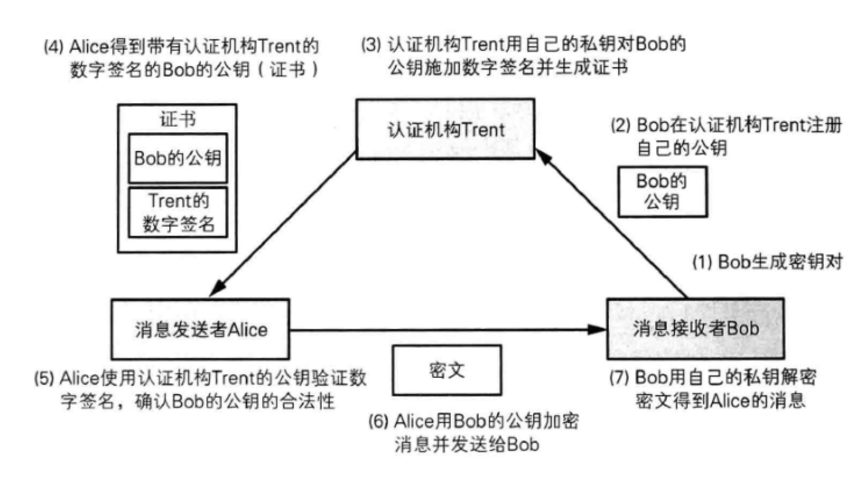 (4) Alice得到带有认证机构Trent的
数字签名的Bob的公钥（证书）
(3) 认证机构Trent用自己的私钥对Bob的
公钥施加数字签名并生成证书
证书
Bob的公钥
Trent的
数字签名
认证机构Trent
(2) Bob在认证机构Trent注册
自己的公钥
Bob的
公钥
(1) Bob生成密钥对
消息发送者Alice
消息接收者Bob
(5) Alice使用认证机构Trent的公钥验证数
字签名，确认Bob的公钥的合法性
密文
(6) Alice用Bob的公钥加密
消息并发送给Bob
(7) Bob用自己的私钥解密
密文得到Alice的消息